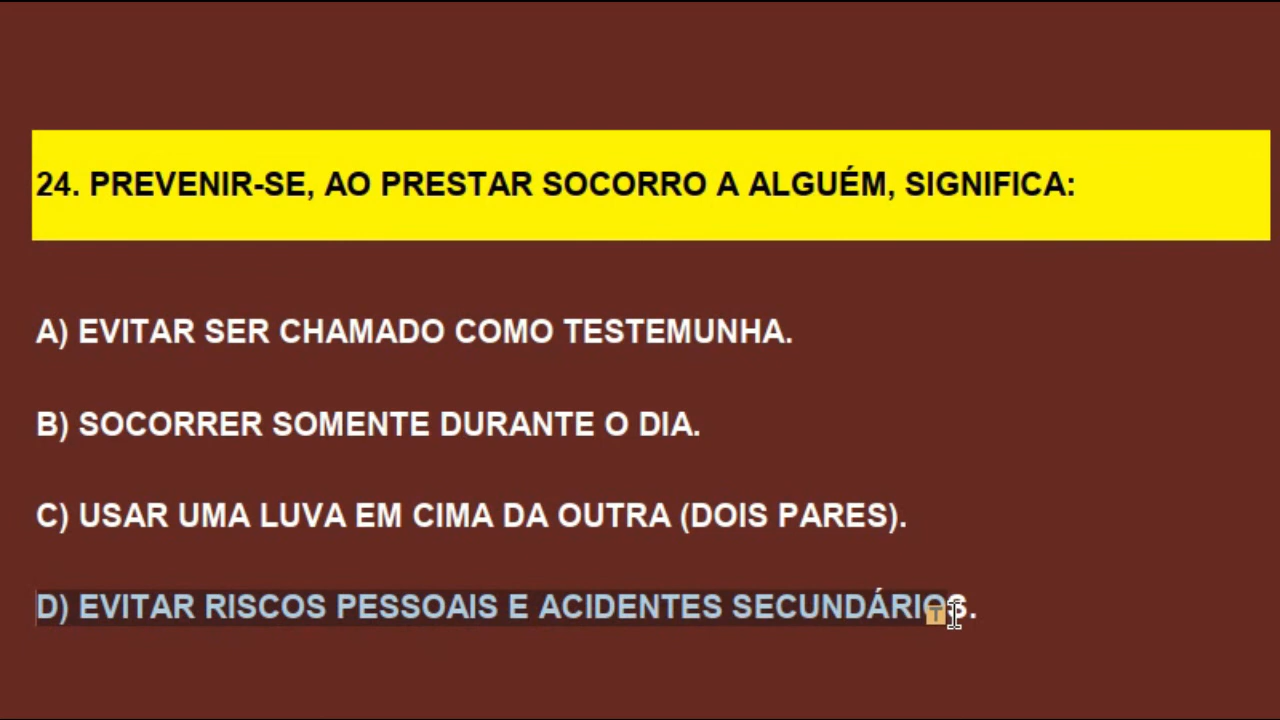 24. PREVENIR-SE, AO PRESTAR SOCORRO A ALGUÉM, SIGNIFICA:
A) EVITAR SER CHAMADO COMO TESTEMUNHA.
B) SOCORRER SOMENTE DURANTE O DIA.
C) USAR UMA LUVA EM CIMA DA OUTRA (DOIS PARES).
D) EVITAR RISCOS PESSOAIS E ACIDENTES SECUNDÁRIOS.